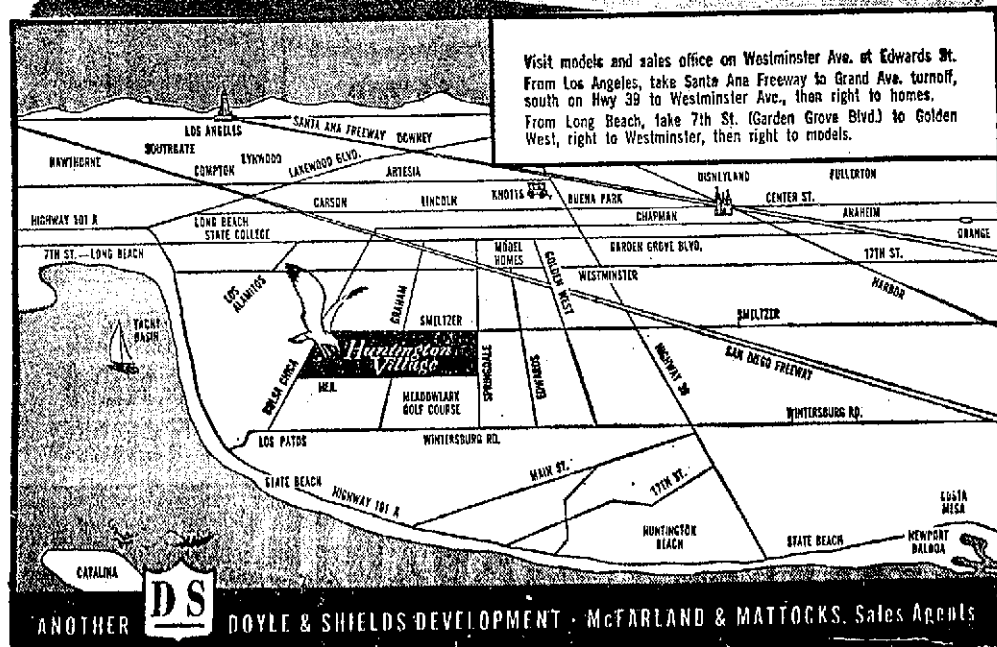 Visit models and sales office on Westminster Ave. at Edwards St.
From Los Angeles, take Santa Ana Freeway to Grand Ave. turnoff,
south on Hwy 39 to Westminster Ave., then right to homes.
From Long Beach, take 7th St. (Garden Grove Blvd.) to Golden
West, right to Westminster, then right to models.
LOS ANGELES
SANTA ANA FREEWAY
DOWNEY
HAWTHORNE
SOUTHGATE
COMPTON
LYNWOOD
LAKEWOOD BLVD.
ARTESIA
DISNEYLAND
FULLERTON
CARSON
LINCOLN
KNOTTS
BUENA PARK
CENTER ST.
CHAPMAN
ANAHEIM
ORANGE
HIGHWAY 101 A
LONG BEACH
STATE COLLEGE
7TH ST.—LONG BEACH
MODEL
HOMES
GARDEN GROVE BLVD.
17TH ST.
LOS
ALAMITOS
GOLDEN WEST
WESTMINSTER
HARBOR
GRAHAM
SMELTZER
SMELTZER
YACHT
BASIN
Huntington
Village
SAN DIEGO FREEWAY
BOLSA CHICA
HEIL
MEADOWLARK
GOLF COURSE
SPRINGDALE
EDWARDS
HIGHWAY 39
WINTERSBURG RD.
LOS PATOS
WINTERSBURG RD.
STATE BEACH
HIGHWAY 101 A
MAIN ST.
17TH ST.
HUNTINGTON
BEACH
STATE BEACH
COSTA
MESA
NEWPORT
BALBOA
CATALINA
ANOTHER DS DOYLE & SHIELDS DEVELOPMENT · McFARLAND & MATTOCKS, Sales Agents